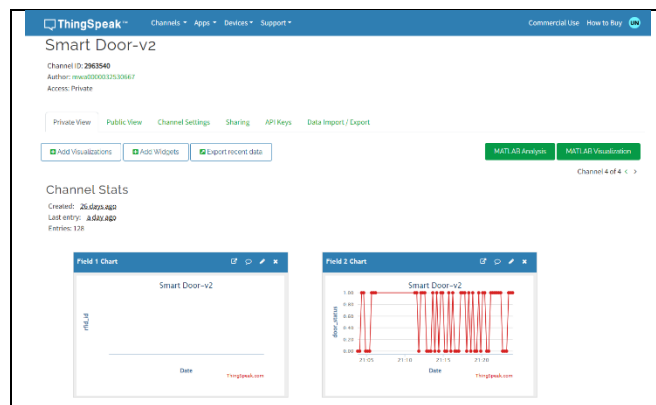 ThingSpeak™ Channels Apps Devices Support Commercial Use How to Buy UN
Smart Door-v2
Channel ID: 2963540
Author: mwa0000032530667
Access: Private
Private View Public View Channel Settings Sharing API Keys Data Import / Export
Add Visualizations Add Widgets Export recent data MATLAB Analysis MATLAB Visualization
Channel 4 of 4 < >
Channel Stats
Created: 26 days ago
Last entry: a day ago
Entries: 128
Field 1 Chart
Smart Door-v2
rfid_id
Date
ThingSpeak.com
Field 2 Chart
Smart Door-v2
door_status
1.00
0.80
0.60
0.40
0.20
0.00
21:05 21:10 21:15 21:20
Date
ThingSpeak.com